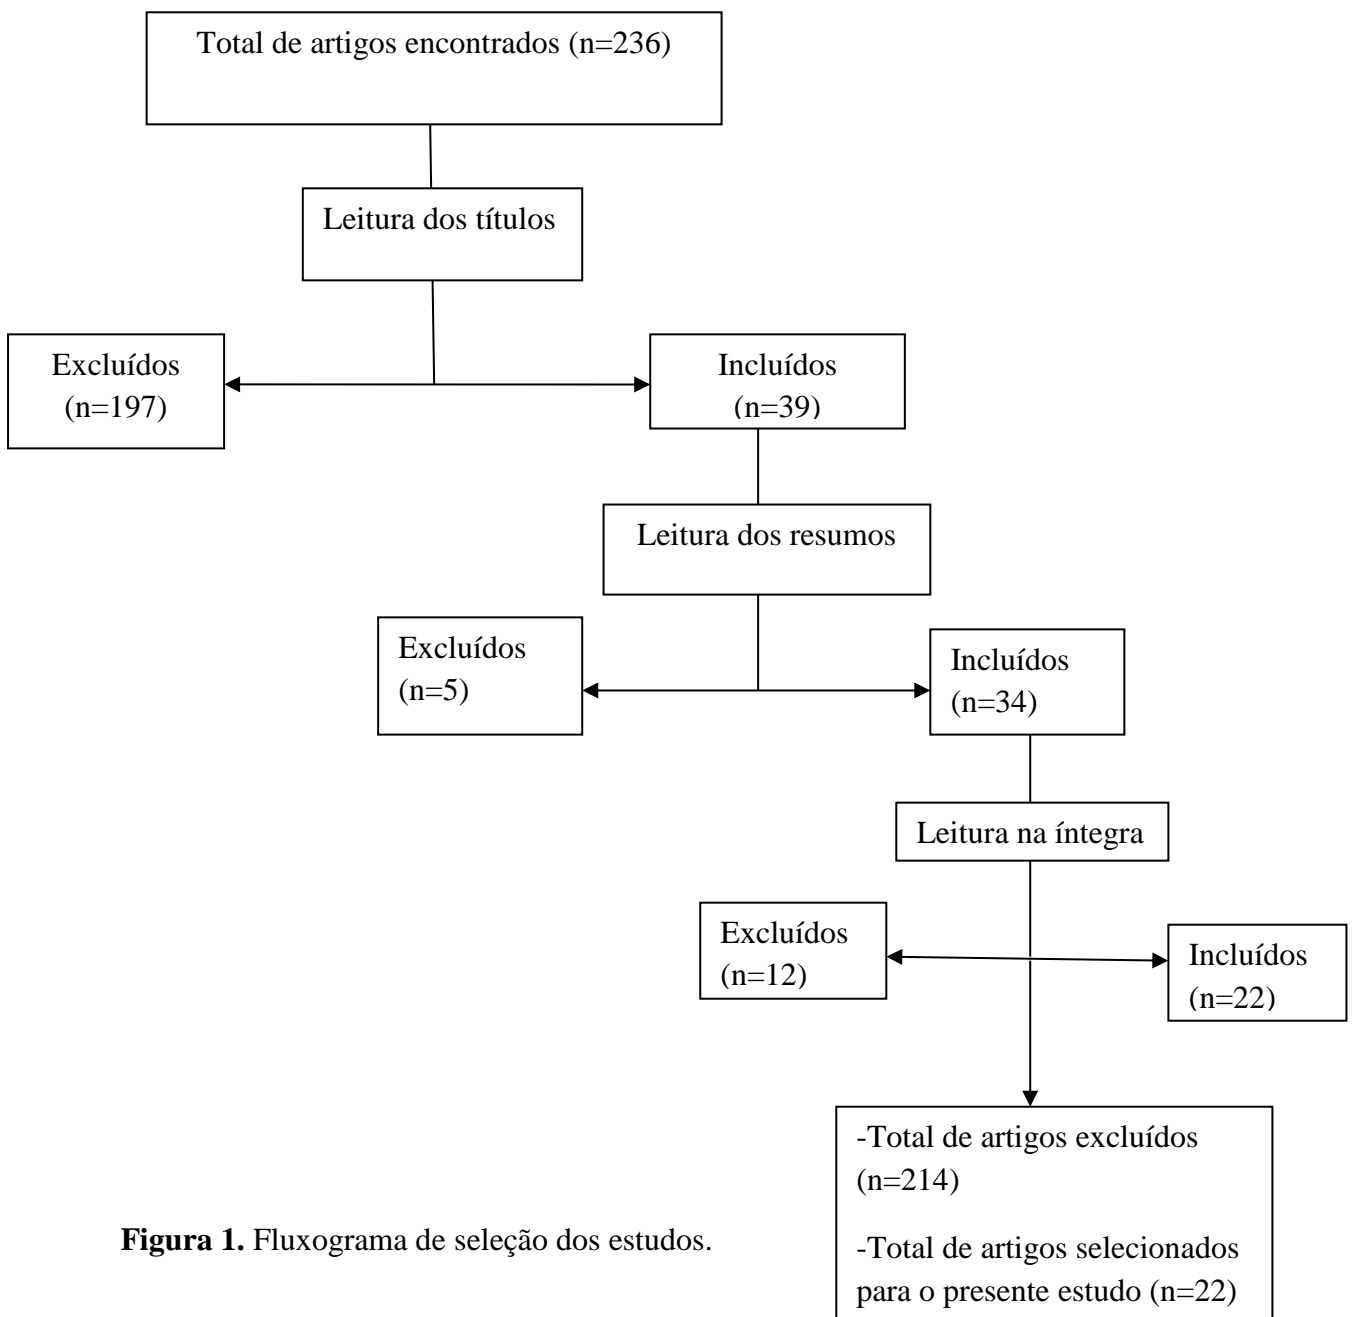 Total de artigos encontrados (n=236)
Leitura dos títulos
Excluídos
(n=197)
Incluídos
(n=39)
Leitura dos resumos
Excluídos
(n=5)
Incluídos
(n=34)
Leitura na íntegra
Excluídos
(n=12)
Incluídos
(n=22)
-Total de artigos excluídos
(n=214)
-Total de artigos selecionados
para o presente estudo (n=22)
Figura 1. Fluxograma de seleção dos estudos.